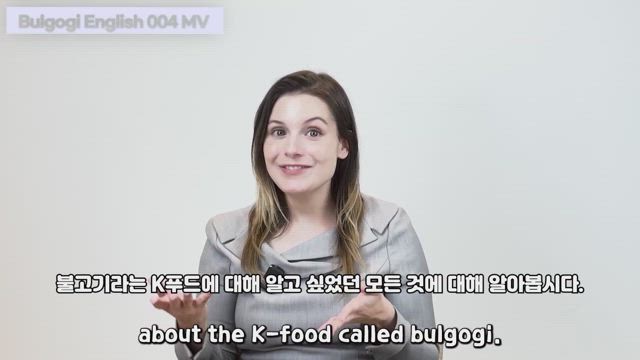 Bulgogi English 004 MV
불고기라는 K푸드에 대해 알고 싶었던 모든 것에 대해 알아봅시다.
about the K-food called bulgogi.